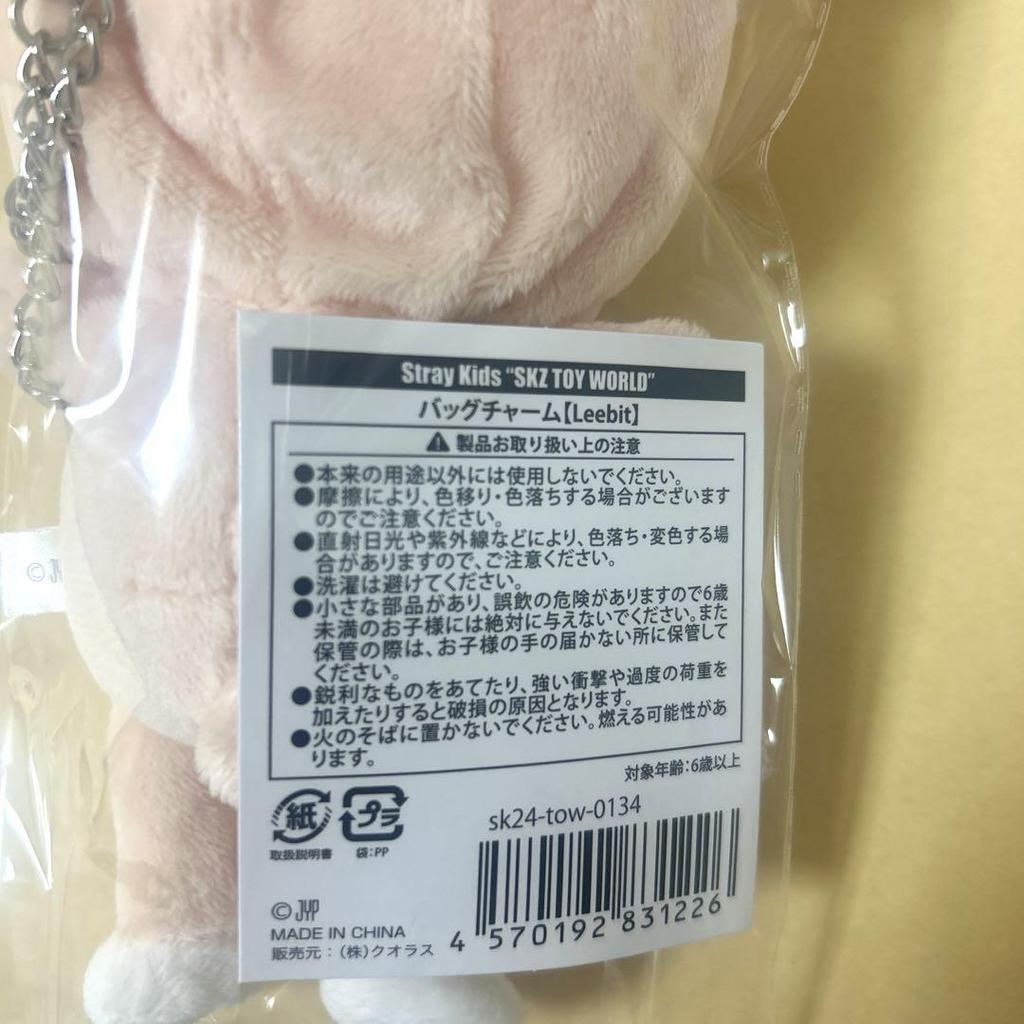 Stray Kids "SKZ TOY WORLD"
バッグチャーム【Leebit】
製品お取り扱い上の注意
●本来の用途以外には使用しないでください。
●摩擦により、色移り・色落ちする場合がございます
のでご注意ください。
●直射日光や紫外線などにより、色落ち・変色する場
合がありますので、ご注意ください。
●洗濯は避けてください。
●小さな部品があり、誤飲の危険がありますので6歳
未満のお子様には絶対に与えないでください。また
保管の際は、お子様の手の届かない所に保管して
ください。
●鋭利なものをあてたり、強い衝撃や過度の荷重を
加えたりすると破損の原因となります。
●火のそばに置かないでください。燃える可能性があ
ります。
対象年齢:6歳以上
紙 プラ
取扱説明書 袋:PP
sk24-tow-0134
4 570192 831226
© JYP
MADE IN CHINA
販売元:(株)クオラス
© JYP